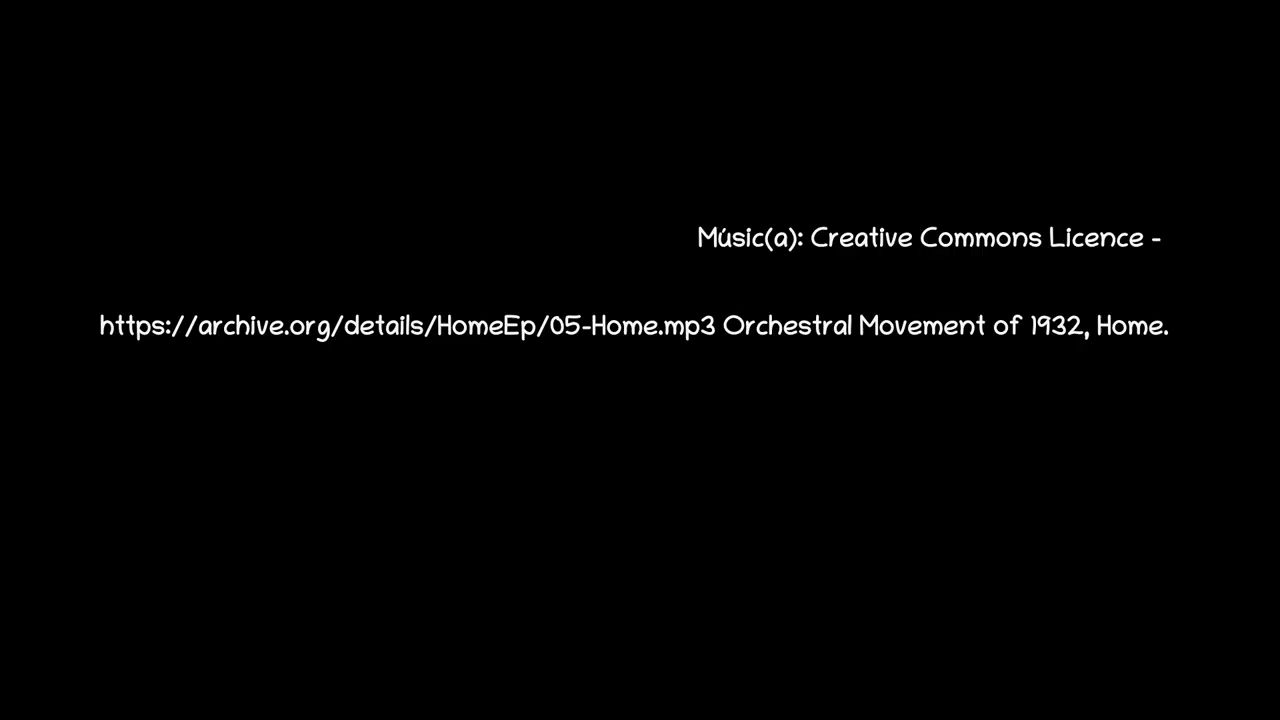 Músic(a): Creative Commons Licence -
https://archive.org/details/HomeEp/05-Home.mp3 Orchestral Movement of 1932, Home.